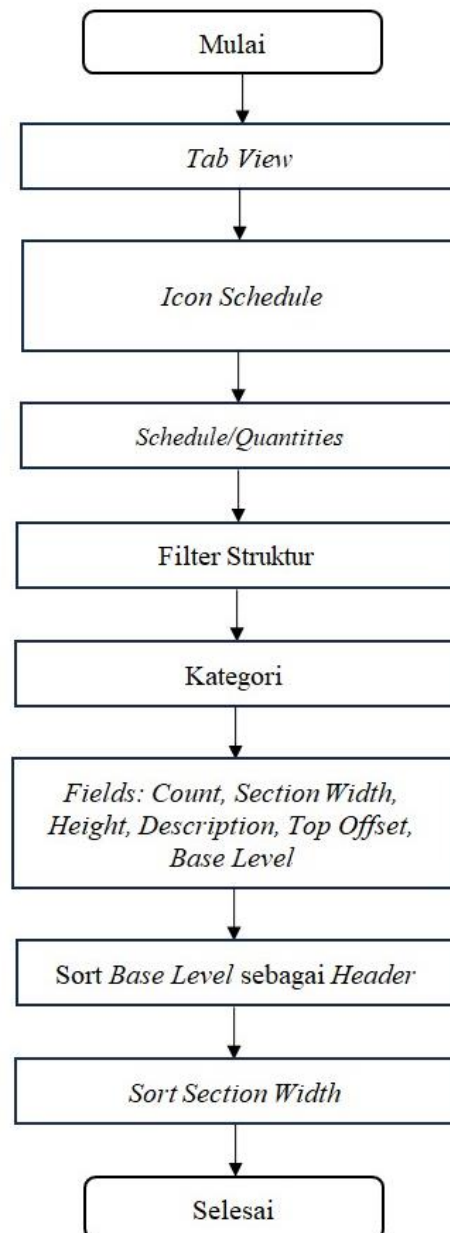 Mulai
Tab View
Icon Schedule
Schedule/Quantities
Filter Struktur
Kategori
Fields: Count, Section Width,
Height, Description, Top Offset,
Base Level
Sort Base Level sebagai Header
Sort Section Width
Selesai